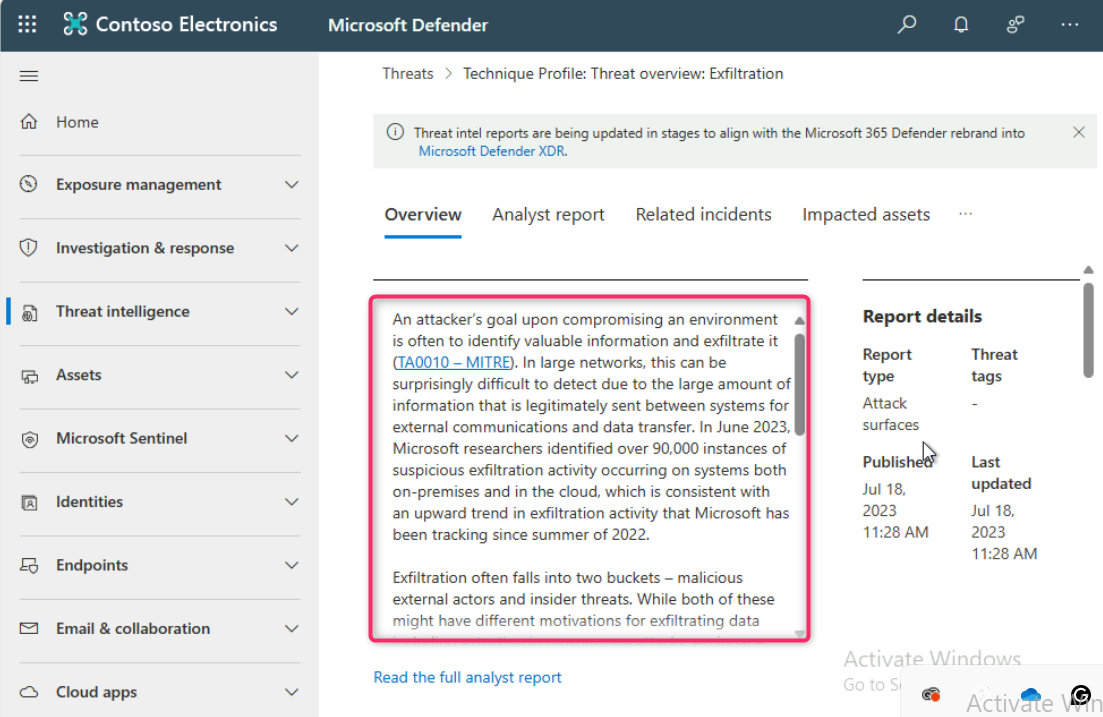 Contoso Electronics
Microsoft Defender
Threats > Technique Profile: Threat overview: Exfiltration
Home
Exposure management
Investigation & response
Threat intelligence
Assets
Microsoft Sentinel
Identities
Endpoints
Email & collaboration
Cloud apps
Threat intel reports are being updated in stages to align with the Microsoft 365 Defender rebrand into
Microsoft Defender XDR.
Overview
Analyst report
Related incidents
Impacted assets
An attacker's goal upon compromising an environment
is often to identify valuable information and exfiltrate it
(TA0010 – MITRE). In large networks, this can be
surprisingly difficult to detect due to the large amount of
information that is legitimately sent between systems for
external communications and data transfer. In June 2023,
Microsoft researchers identified over 90,000 instances of
suspicious exfiltration activity occurring on systems both
on-premises and in the cloud, which is consistent with
an upward trend in exfiltration activity that Microsoft has
been tracking since summer of 2022.
Exfiltration often falls into two buckets – malicious
external actors and insider threats. While both of these
might have different motivations for exfiltrating data
Read the full analyst report
Report details
Report
type
Attack
surfaces
Threat
tags
-
Published
Jul 18,
2023
11:28 AM
Last
updated
Jul 18,
2023
11:28 AM
Activate Windows
Go to
Activate